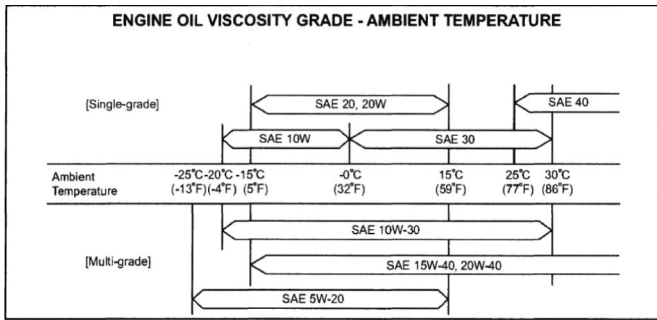 ENGINE OIL VISCOSITY GRADE - AMBIENT TEMPERATURE
[Single-grade]
SAE 20, 20W
SAE 40
SAE 10W
SAE 30
Ambient Temperature
-25°C -20°C -15°C -0°C 15°C 25°C 30°C
(-13°F) (-4°F) (5°F) (32°F) (59°F) (77°F) (86°F)
SAE 10W-30
[Multi-grade]
SAE 15W-40, 20W-40
SAE 5W-20